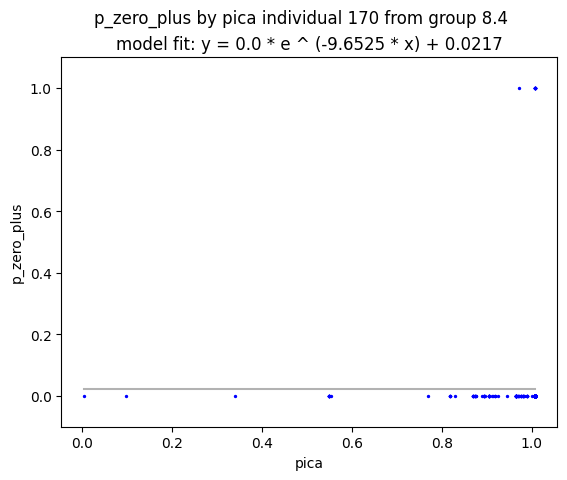 p_zero_plus by pica individual 170 from group 8.4
model fit: y = 0.0 * e ^ (-9.6525 * x) + 0.0217
1.0
0.8
0.6
0.4
0.2
0.0
p_zero_plus
0.0 0.2 0.4 0.6 0.8 1.0
pica